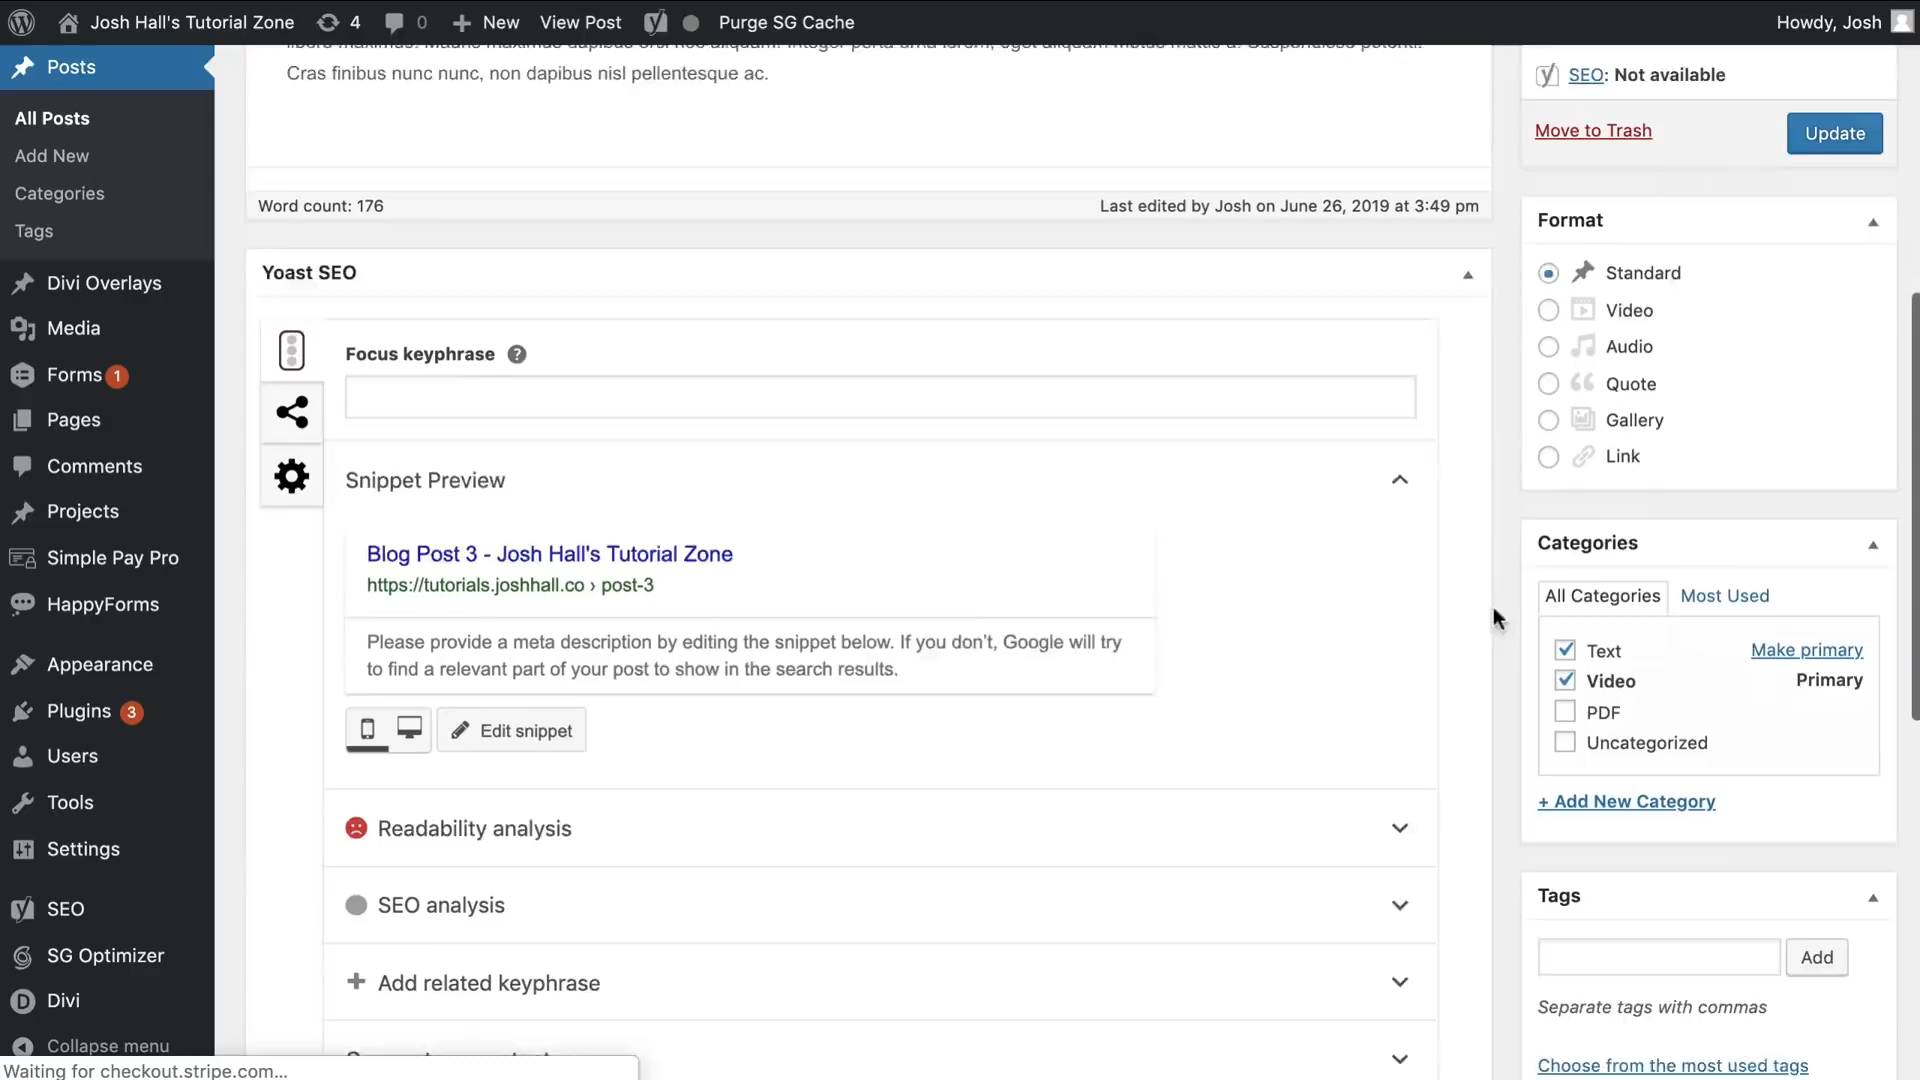 Josh Hall's Tutorial Zone 4 0 New View Post Purge SG Cache Howdy, Josh
Posts
All Posts
Add New
Categories
Tags
Divi Overlays
Media
Forms 1
Pages
Comments
Projects
Simple Pay Pro
HappyForms
Appearance
Plugins 3
Users
Tools
Settings
SEO
SG Optimizer
Divi
Collapse menu
Waiting for checkout.stripe.com...
Cras finibus nunc nunc, non dapibus nisl pellentesque ac.
Word count: 176 Last edited by Josh on June 26, 2019 at 3:49 pm
Yoast SEO
Focus keyphrase ?
Snippet Preview
Blog Post 3 - Josh Hall's Tutorial Zone
https://tutorials.joshhall.co › post-3
Please provide a meta description by editing the snippet below. If you don't, Google will try
to find a relevant part of your post to show in the search results.
Edit snippet
Readability analysis
SEO analysis
Add related keyphrase
SEO: Not available
Move to Trash Update
Format
Standard
Video
Audio
Quote
Gallery
Link
Categories
All Categories Most Used
Text Make primary
Video Primary
PDF
Uncategorized
+ Add New Category
Tags
Add
Separate tags with commas
Choose from the most used tags